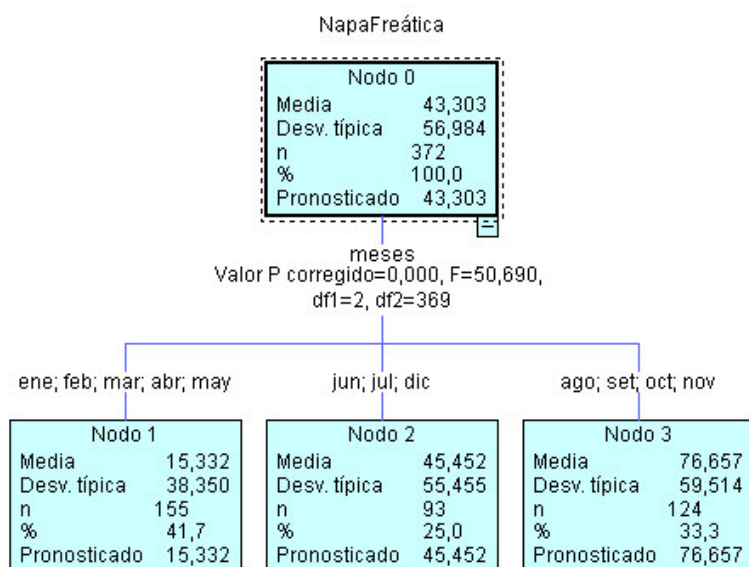 NapaFreática
Nodo 0
Media 43,303
Desv. típica 56,984
n 372
% 100,0
Pronosticado 43,303
meses
Valor P corregido=0,000, F=50,690,
df1=2, df2=369
ene; feb; mar; abr; may
jun; jul; dic
ago; set; oct; nov
Nodo 1
Media 15,332
Desv. típica 38,350
n 155
% 41,7
Pronosticado 15,332
Nodo 2
Media 45,452
Desv. típica 55,455
n 93
% 25,0
Pronosticado 45,452
Nodo 3
Media 76,657
Desv. típica 59,514
n 124
% 33,3
Pronosticado 76,657